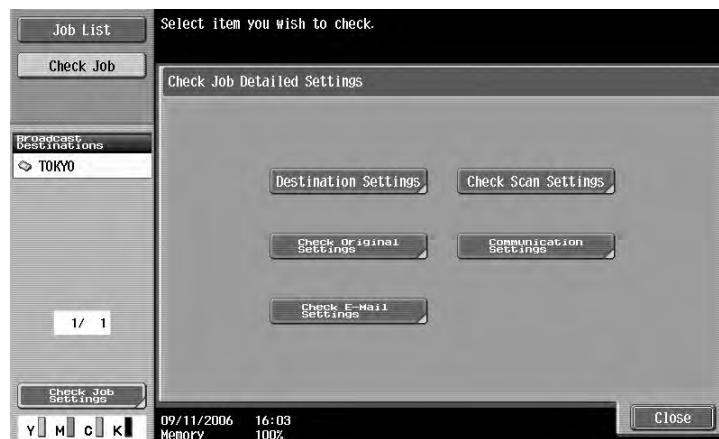 Job List
Select item you wish to check.
Check Job
Check Job Detailed Settings
Broadcast
Destinations
TOKYO
Destination Settings
Check Scan Settings
Check Original
Settings
Communication
Settings
Check E-Mail
Settings
1/ 1
Check Job
Settings
Close
Y M C K
09/11/2006 16:03
Memory 100%